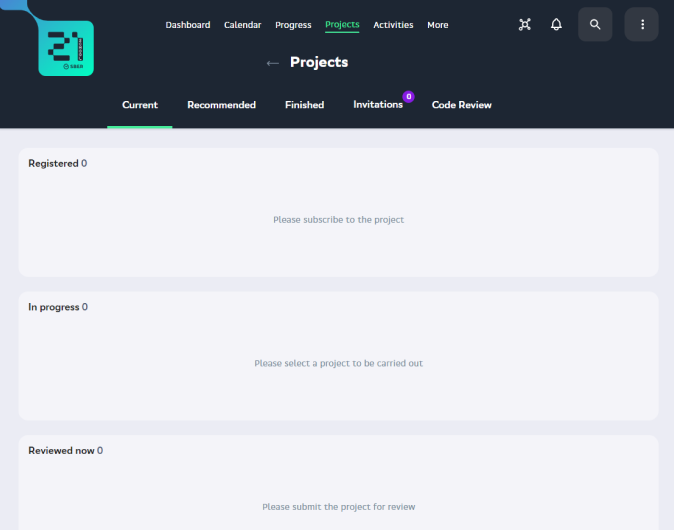 Dashboard Calendar Progress Projects Activities More
21
SBER
← Projects
Current Recommended Finished Invitations 0 Code Review
Registered 0
Please subscribe to the project
In progress 0
Please select a project to be carried out
Reviewed now 0
Please submit the project for review